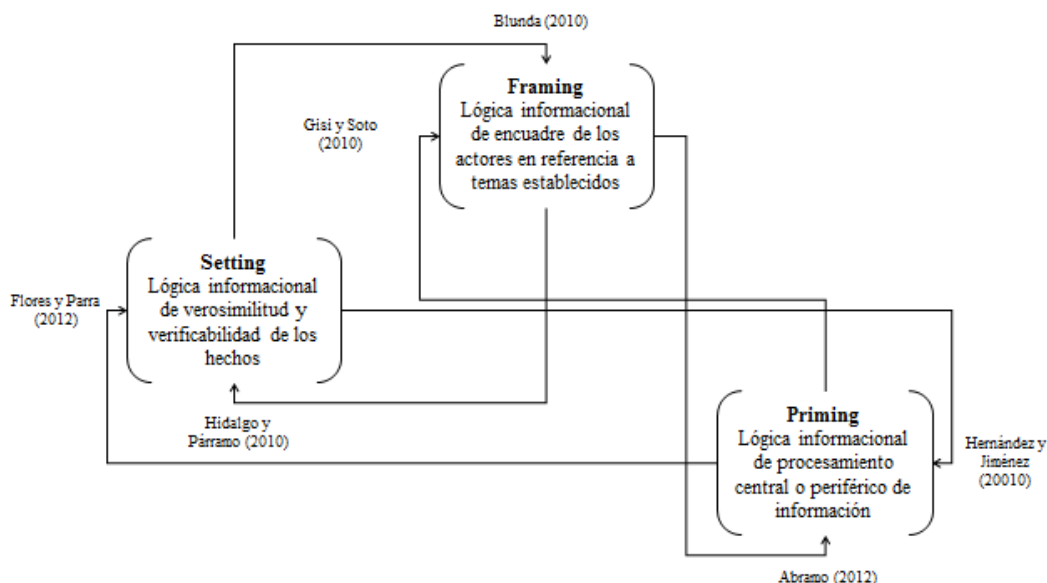 Blunda (2010)
Framing
Lógica informacional
de encuadre de los
actores en referencia a
temas establecidos
Gisi y Soto
(2010)
Setting
Lógica informacional
de verosimilitud y
verificabilidad de los
hechos
Flores y Parra
(2012)
Hidalgo y
Párramo (2010)
Priming
Lógica informacional
de procesamiento
central o periférico de
información
Hernández y
Jiménez
(20010)
Abramo (2012)